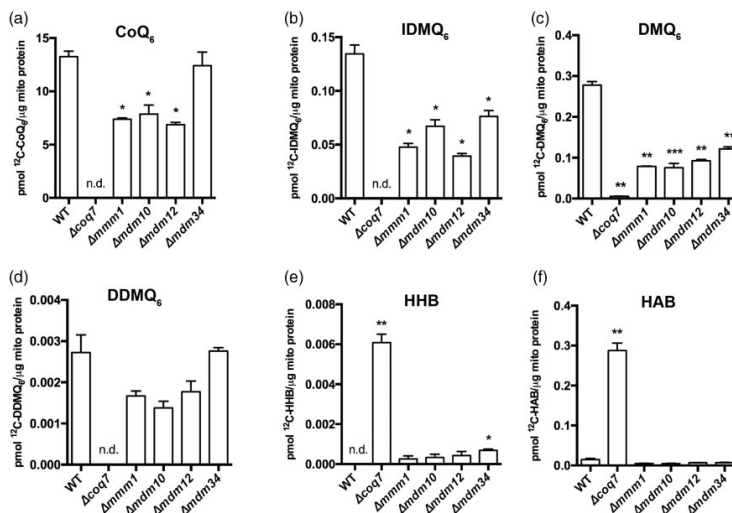 (a)
CoQ6
pmol 12C-CoQ6/µg mito protein
15
10
5
0
*
*
*
n.d.
WT
Δcoq7
Δmmm1
Δmdm10
Δmdm12
Δmdm34
(b)
IDMQ6
pmol 12C-IDMQ6/µg mito protein
0.15
0.10
0.05
0.00
*
*
*
*
n.d.
WT
Δcoq7
Δmmm1
Δmdm10
Δmdm12
Δmdm34
(c)
DMQ6
pmol 12C-DMQ6/µg mito protein
0.4
0.3
0.2
0.1
0.0
**
**
***
**
**
WT
Δcoq7
Δmmm1
Δmdm10
Δmdm12
Δmdm34
(d)
DDMQ6
pmol 12C-DDMQ6/µg mito protein
0.004
0.003
0.002
0.001
0.000
n.d.
WT
Δcoq7
Δmmm1
Δmdm10
Δmdm12
Δmdm34
(e)
HHB
pmol 12C-HHB/µg mito protein
0.008
0.006
0.004
0.002
0.000
n.d.
**
*
WT
Δcoq7
Δmmm1
Δmdm10
Δmdm12
Δmdm34
(f)
HAB
pmol 12C-HAB/µg mito protein
0.4
0.3
0.2
0.1
0.0
**
WT
Δcoq7
Δmmm1
Δmdm10
Δmdm12
Δmdm34